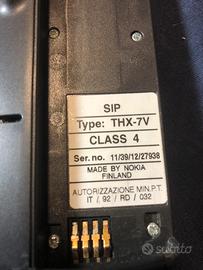 SIP
Type: THX-7V
CLASS 4
Ser. no. 11/39/12/27938
MADE BY NOKIA
FINLAND
AUTORIZZAZIONE MIN.P.T.
IT / 92 / RD / 032
subito